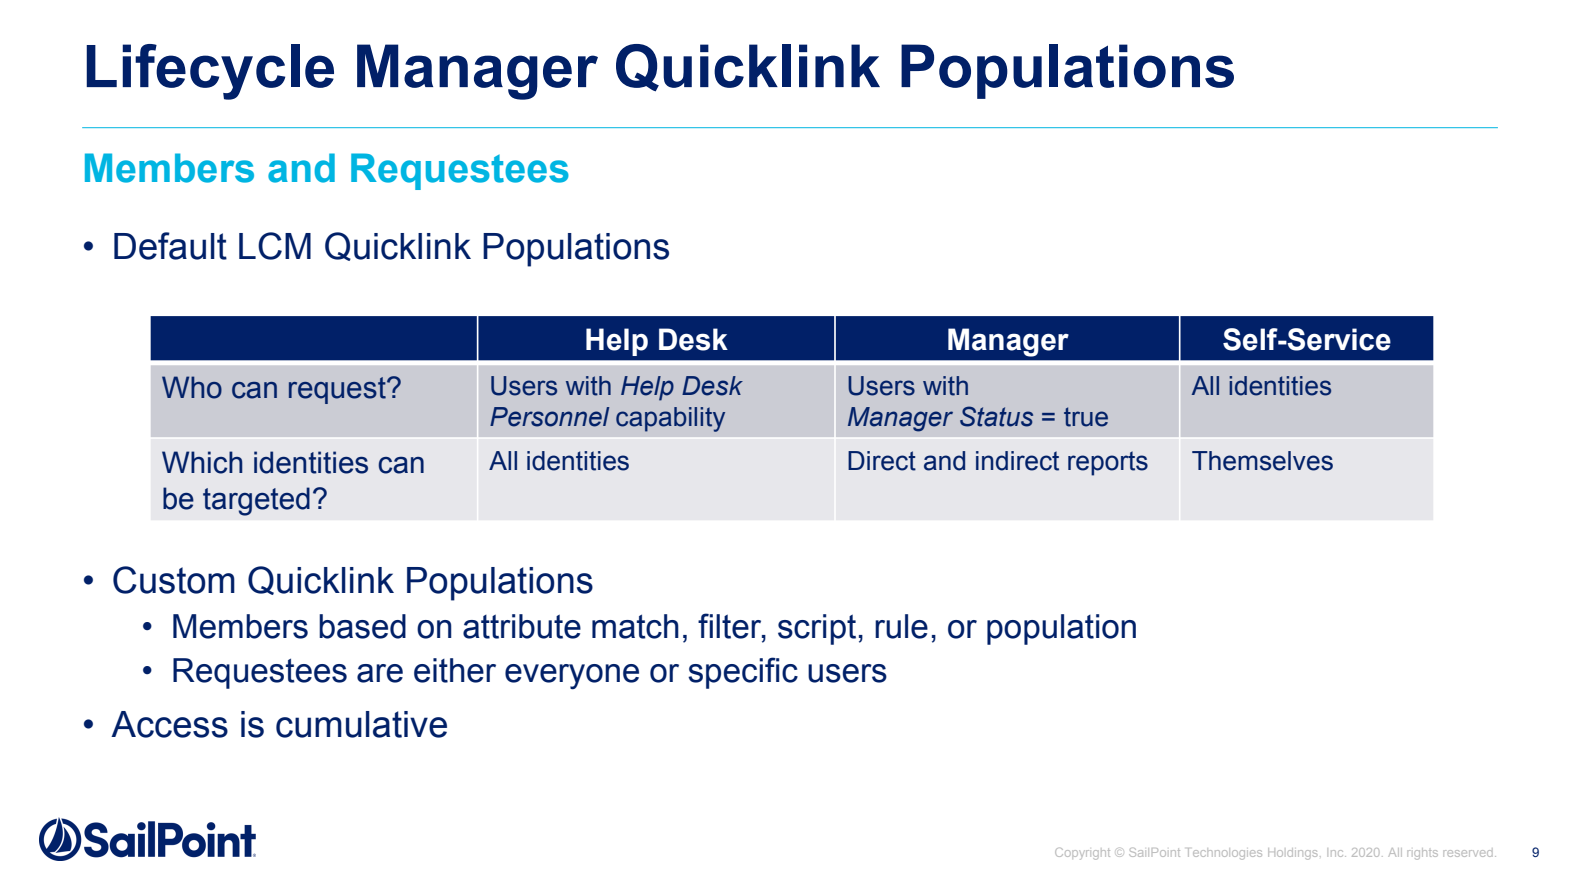 Lifecycle Manager Quicklink Populations
Members and Requestees
• Default LCM Quicklink Populations
Help Desk Manager Self-Service
Who can request? Users with Help Desk Users with All identities
Personnel capability Manager Status = true
Which identities can All identities Direct and indirect reports Themselves
be targeted?
• Custom Quicklink Populations
• Members based on attribute match, filter, script, rule, or population
• Requestees are either everyone or specific users
• Access is cumulative
SailPoint
Copyright © SailPoint Technologies Holdings, Inc. 2020. All rights reserved. 9